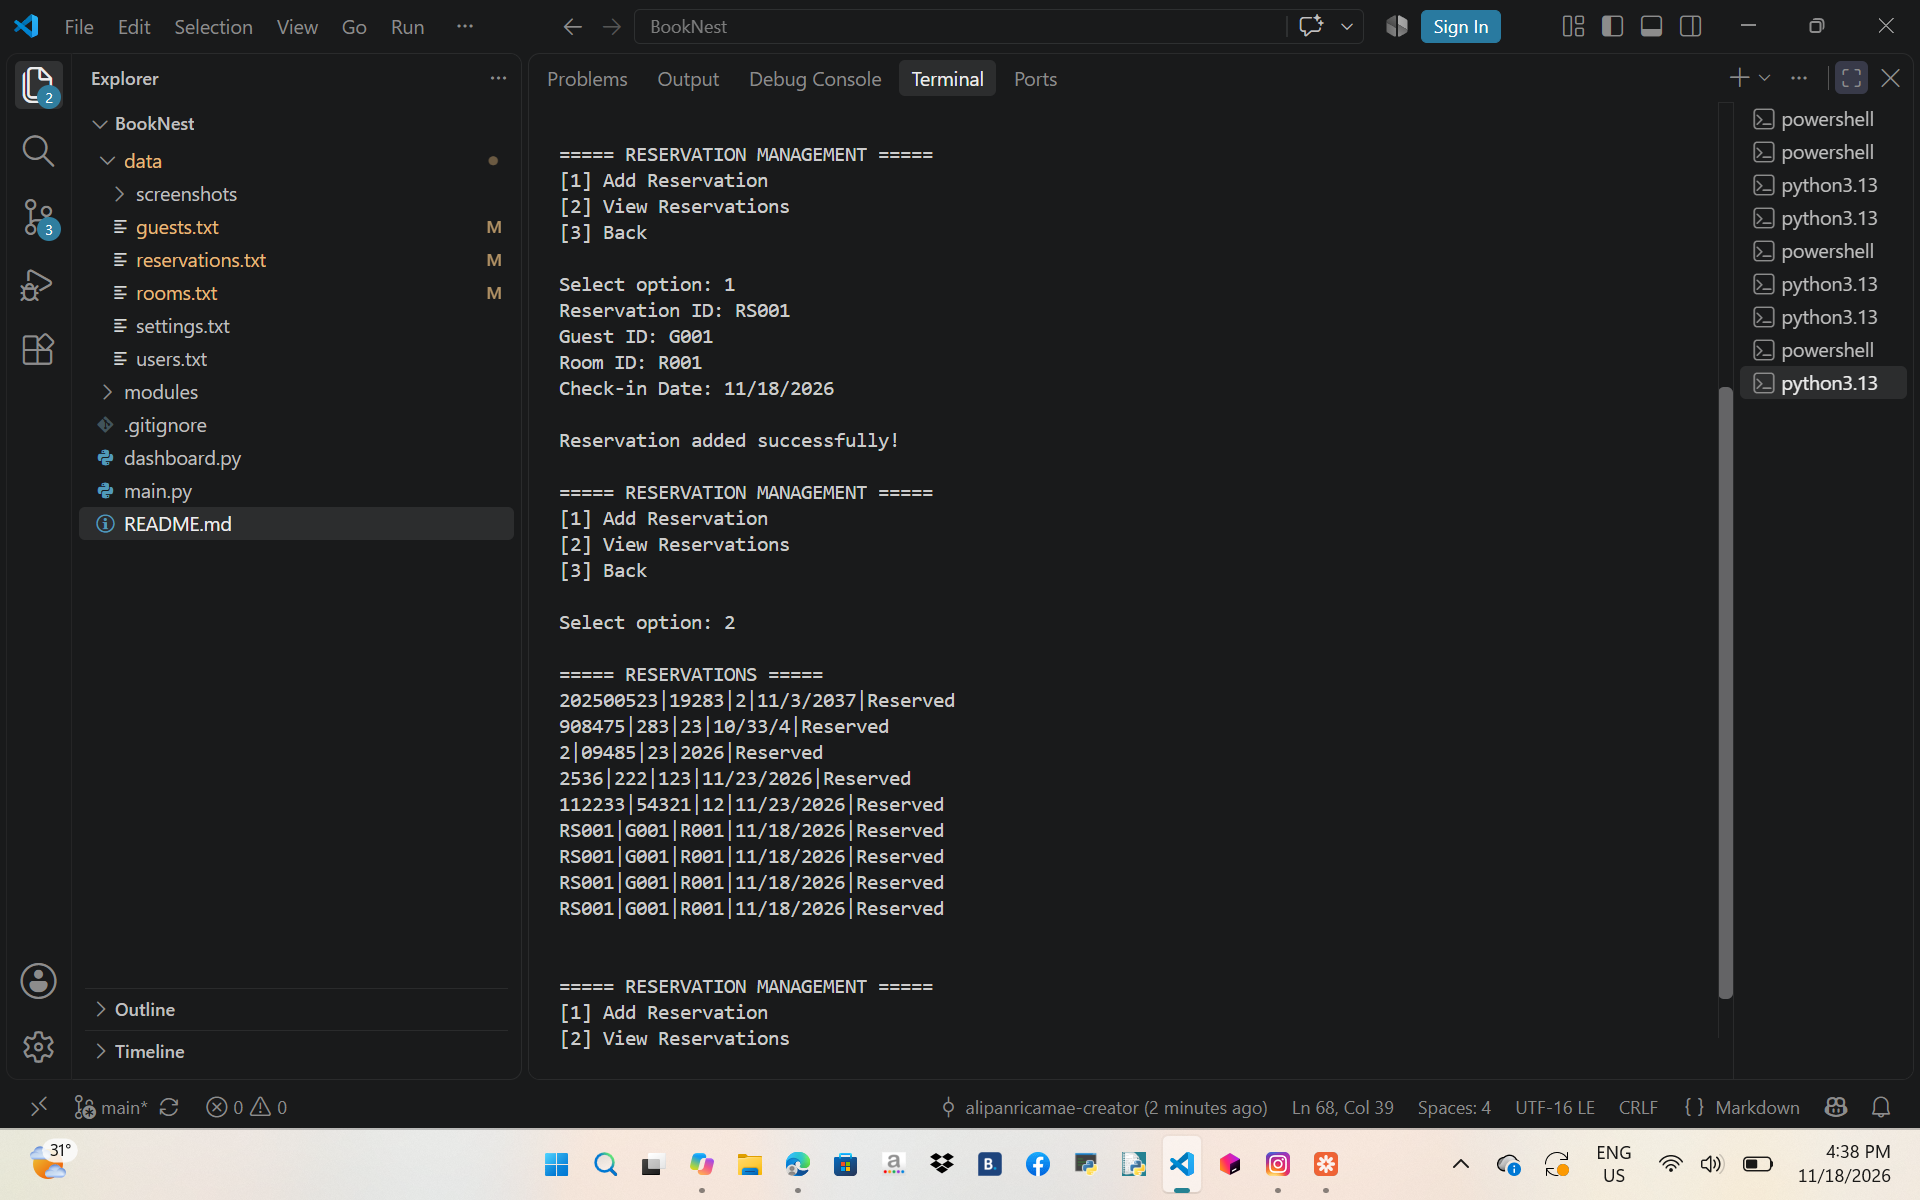 File Edit Selection View Go Run ···
BookNest
Sign In
Explorer
BookNest
data
screenshots
guests.txt M
reservations.txt M
rooms.txt M
settings.txt
users.txt
modules
.gitignore
dashboard.py
main.py
README.md
Outline
Timeline
2
3
Problems Output Debug Console Terminal Ports
===== RESERVATION MANAGEMENT =====
[1] Add Reservation
[2] View Reservations
[3] Back
Select option: 1
Reservation ID: RS001
Guest ID: G001
Room ID: R001
Check-in Date: 11/18/2026
Reservation added successfully!
===== RESERVATION MANAGEMENT =====
[1] Add Reservation
[2] View Reservations
[3] Back
Select option: 2
===== RESERVATIONS =====
202500523|19283|2|11/3/2037|Reserved
908475|283|23|10/33/4|Reserved
2|09485|23|2026|Reserved
2536|222|123|11/23/2026|Reserved
112233|54321|12|11/23/2026|Reserved
RS001|G001|R001|11/18/2026|Reserved
RS001|G001|R001|11/18/2026|Reserved
RS001|G001|R001|11/18/2026|Reserved
RS001|G001|R001|11/18/2026|Reserved
===== RESERVATION MANAGEMENT =====
[1] Add Reservation
[2] View Reservations
powershell
powershell
python3.13
python3.13
powershell
python3.13
python3.13
powershell
python3.13
main* 0 0 alipanricamae-creator (2 minutes ago) Ln 68, Col 39 Spaces: 4 UTF-16 LE CRLF { } Markdown
31°
a
B.
ENG
US
4:38 PM
11/18/2026